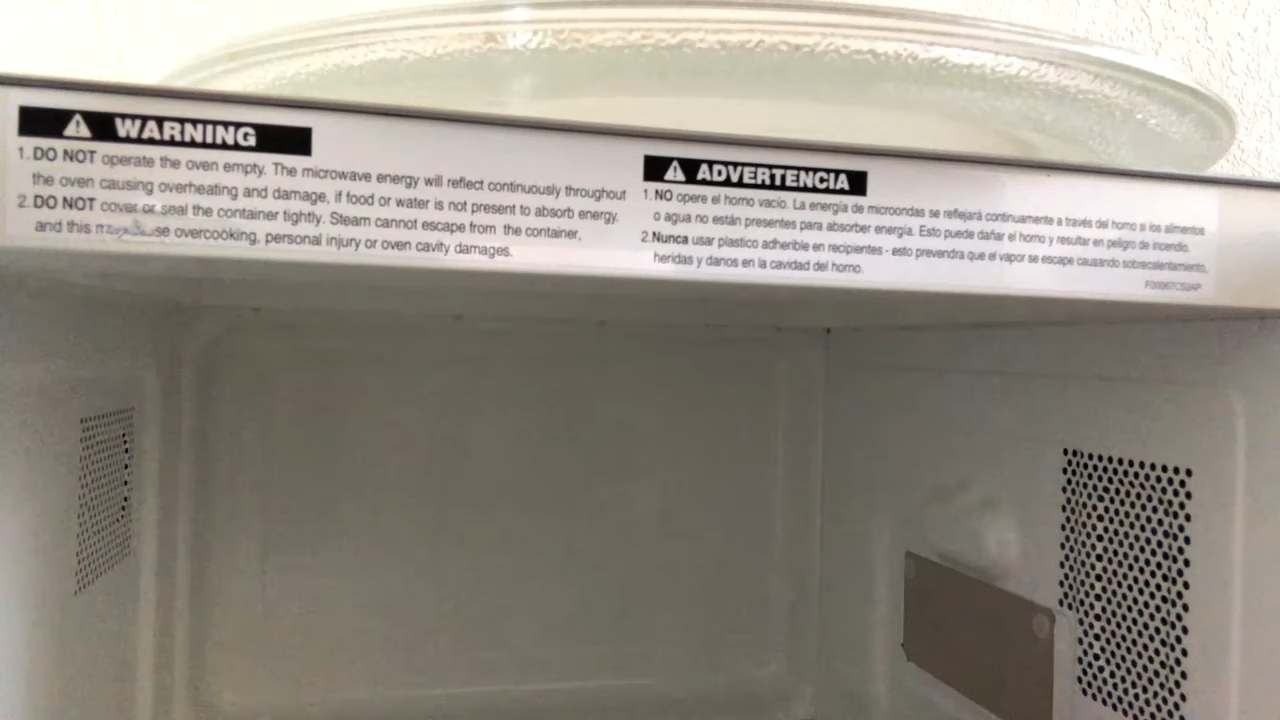 WARNING
1. DO NOT operate the oven empty. The microwave energy will reflect continuously throughout
the oven causing overheating and damage, if food or water is not present to absorb energy.
2. DO NOT cover or seal the container tightly. Steam cannot escape from the container,
and this overcooking, personal injury or oven cavity damages.
ADVERTENCIA
1. NO opere el horno vacío. La energía de microondas se reflejará continuamente a través del horno si los alimentos
o agua no están presentes para absorber energía. Esto puede dañar el horno y resultar en peligro de incendio.
2.Nunca usar plastico adherible en recipientes - esto prevendra que el vapor se escape causando sobrecalentamiento,
heridas y danos en la cavidad del horno.